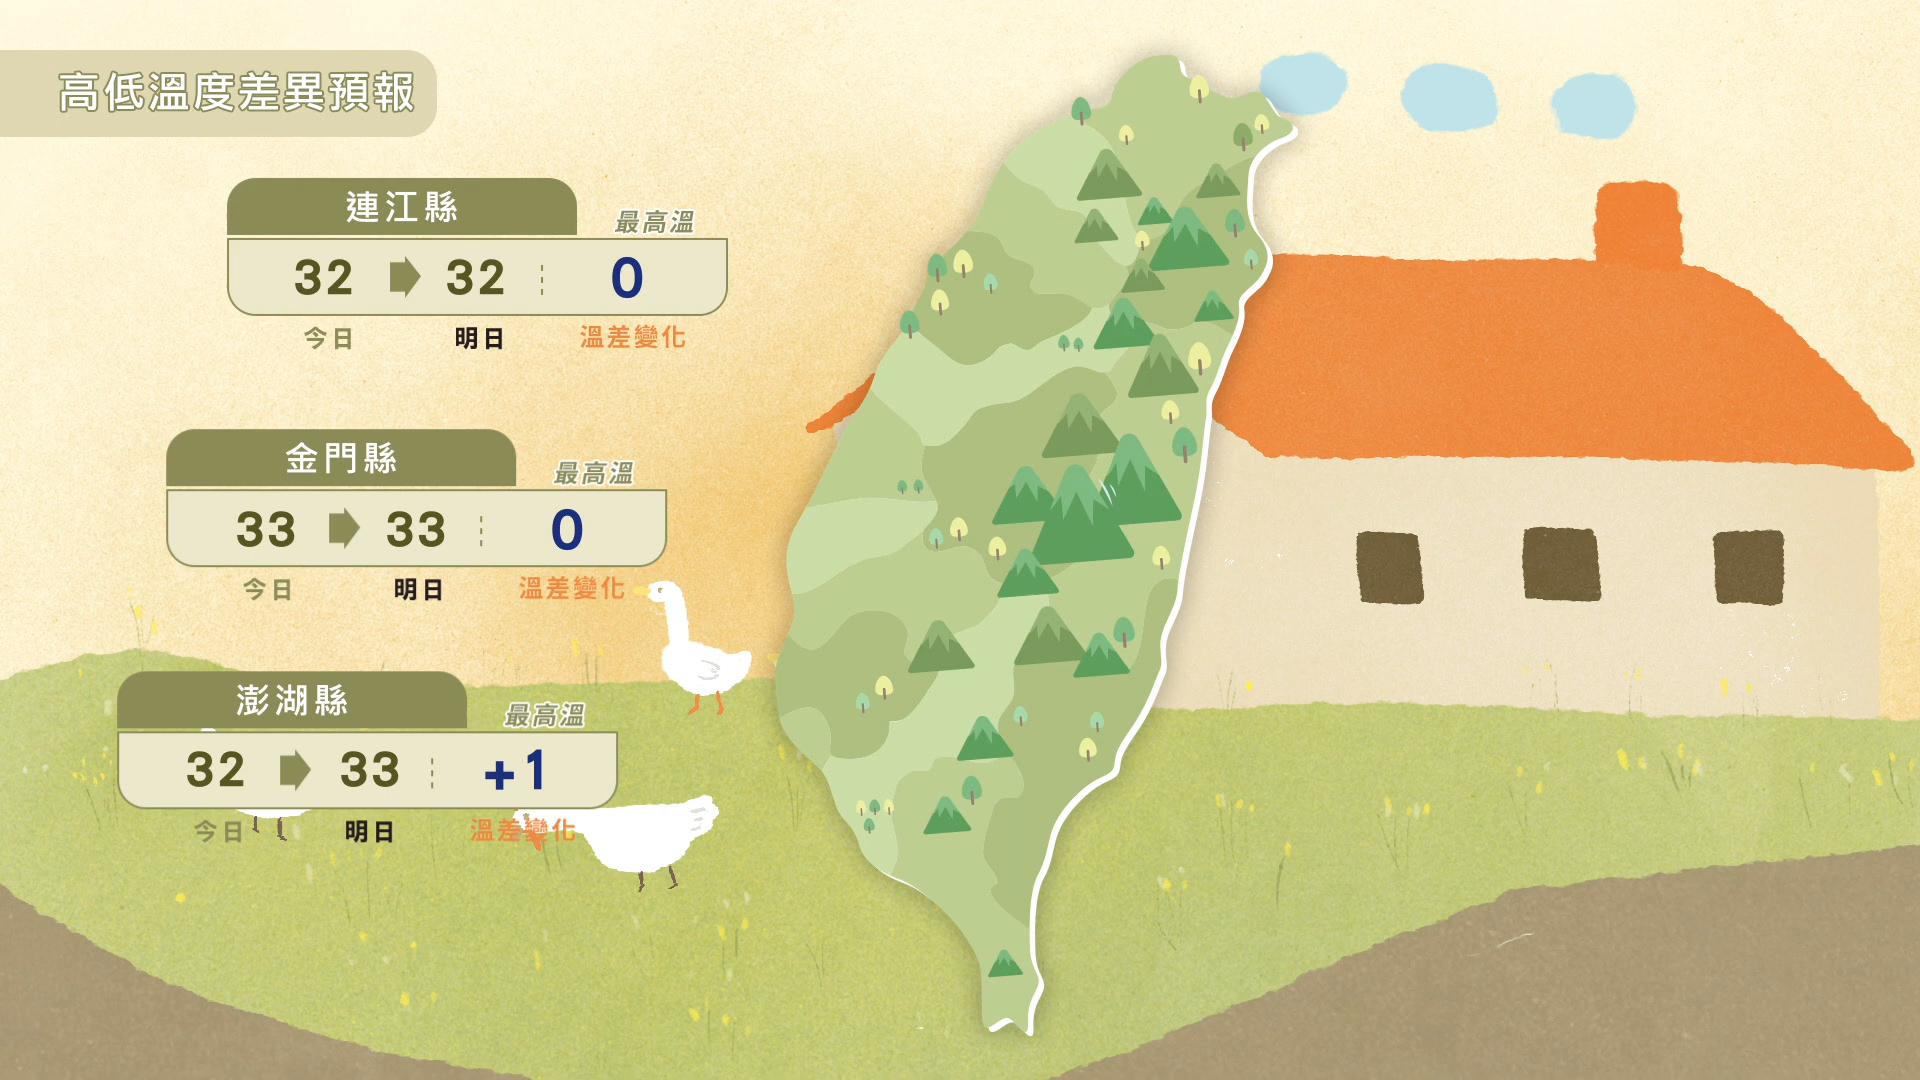 高低溫度差異預報
連江縣
最高溫
32 32 0
今日 明日 溫差變化
金門縣
最高溫
33 33 0
今日 明日 溫差變化
澎湖縣
最高溫
32 33 +1
今日 明日 溫差變化